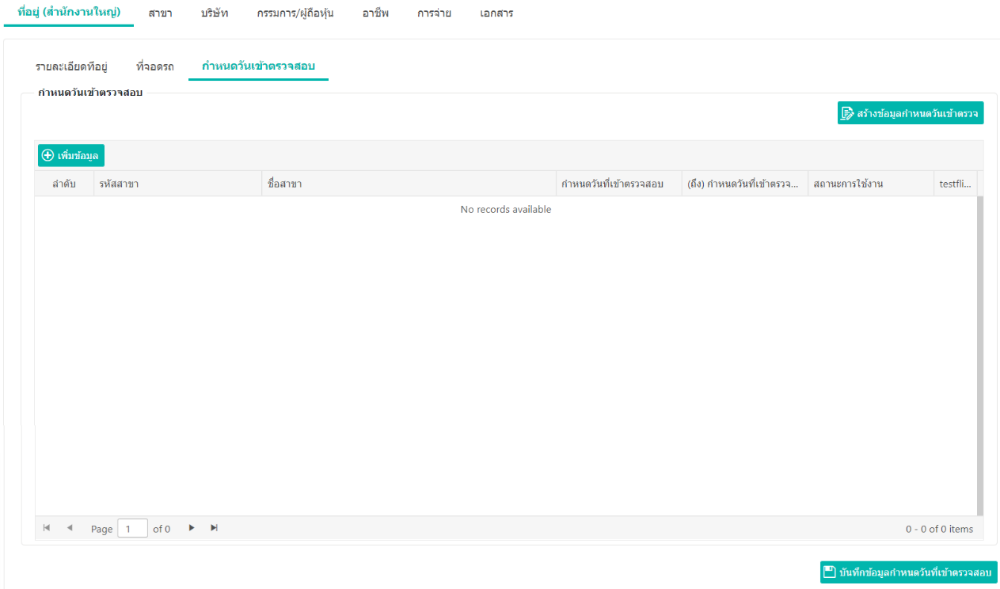 ที่อยู่ (สำนักงานใหญ่) สาขา บริษัท กรรมการ/ผู้ถือหุ้น อาชีพ การจ่าย เอกสาร
รายละเอียดที่อยู่ ที่จอดรถ กำหนดวันเข้าตรวจสอบ
กำหนดวันเข้าตรวจสอบ
สร้างข้อมูลกำหนดวันเข้าตรวจ
เพิ่มข้อมูล
ลำดับ รหัสสาขา ชื่อสาขา กำหนดวันที่เข้าตรวจสอบ (ถึง) กำหนดวันที่เข้าตรวจ... สถานะการใช้งาน testfli...
No records available
Page 1 of 0 0 - 0 of 0 items
บันทึกข้อมูลกำหนดวันที่เข้าตรวจสอบ